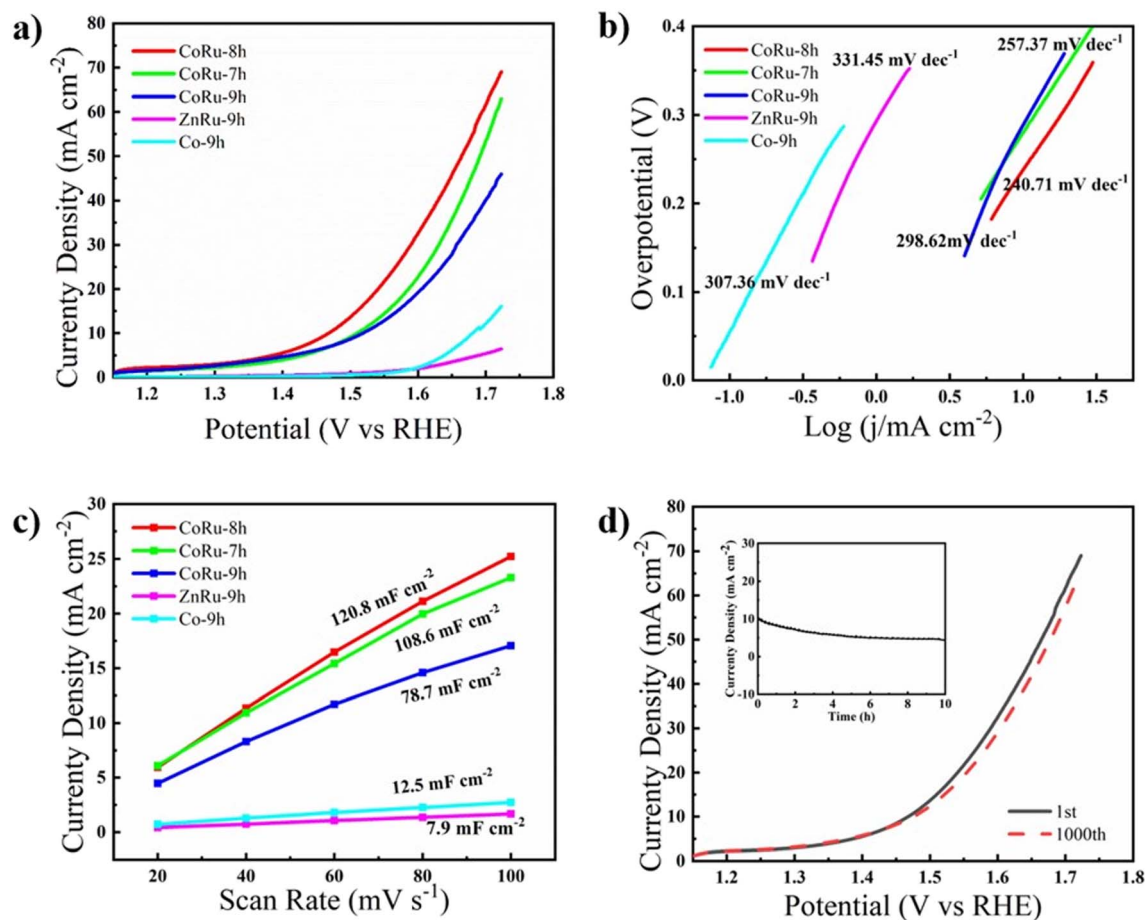 a)
80
70
60
50
40
30
20
10
0
Currenty Density (mA cm⁻²)
CoRu-8h
CoRu-7h
CoRu-9h
ZnRu-9h
Co-9h
1.2 1.3 1.4 1.5 1.6 1.7 1.8
Potential (V vs RHE)
b)
0.4
0.3
0.2
0.1
0.0
Overpotential (V)
CoRu-8h
CoRu-7h
CoRu-9h
ZnRu-9h
Co-9h
331.45 mV dec⁻¹
257.37 mV dec⁻¹
240.71 mV dec⁻¹
298.62mV dec⁻¹
307.36 mV dec⁻¹
-1.0 -0.5 0.0 0.5 1.0 1.5
Log (j/mA cm⁻²)
c)
30
25
20
15
10
5
0
Currenty Density (mA cm⁻²)
CoRu-8h
CoRu-7h
CoRu-9h
ZnRu-9h
Co-9h
120.8 mF cm⁻²
108.6 mF cm⁻²
78.7 mF cm⁻²
12.5 mF cm⁻²
7.9 mF cm⁻²
20 40 60 80 100
Scan Rate (mV s⁻¹)
d)
80
70
60
50
40
30
20
10
0
Currenty Density (mA cm⁻²)
30
20
10
0
-10
Currenty Density (mA cm⁻²)
0 2 4 6 8 10
Time (h)
1st
1000th
1.2 1.3 1.4 1.5 1.6 1.7 1.8
Potential (V vs RHE)